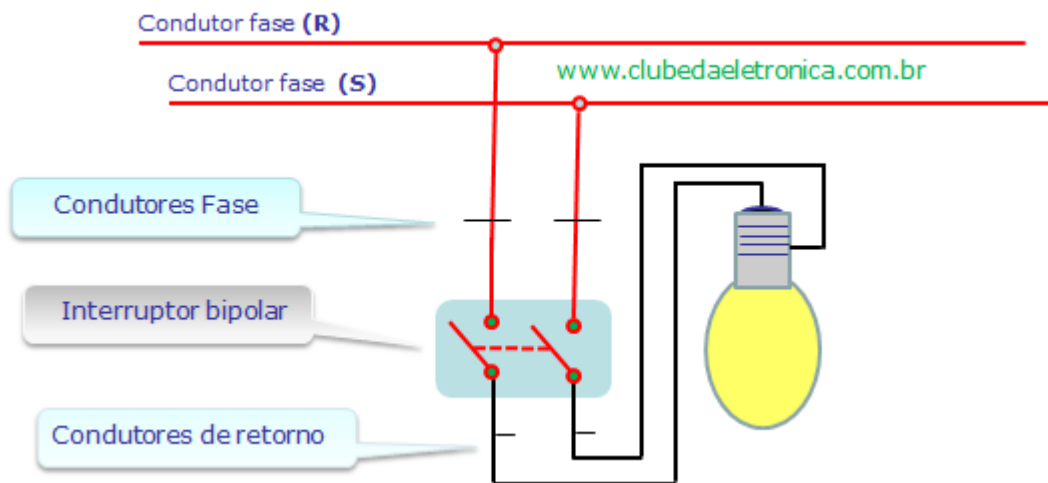 Condutor fase (R)
www.clubedaeletronica.com.br
Condutor fase (S)
Condutores Fase
Interruptor bipolar
Condutores de retorno